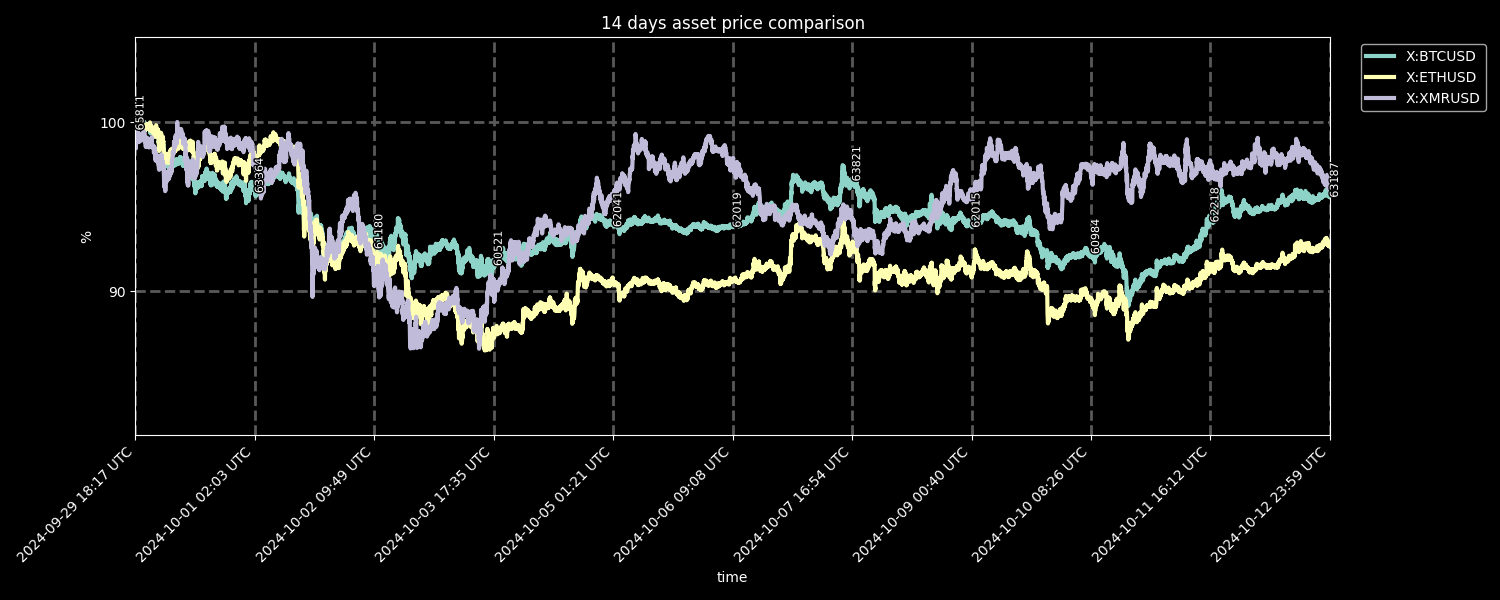 14 days asset price comparison
X:BTCUSD
X:ETHUSD
X:XMRUSD
100
90
%
65811
63364
61180
60521
62041
62019
63821
62015
60984
62218
63187
2024-09-29 18:17 UTC
2024-10-01 02:03 UTC
2024-10-02 09:49 UTC
2024-10-03 17:35 UTC
2024-10-05 01:21 UTC
2024-10-06 09:08 UTC
2024-10-07 16:54 UTC
2024-10-09 00:40 UTC
2024-10-10 08:26 UTC
2024-10-11 16:12 UTC
2024-10-12 23:59 UTC
time